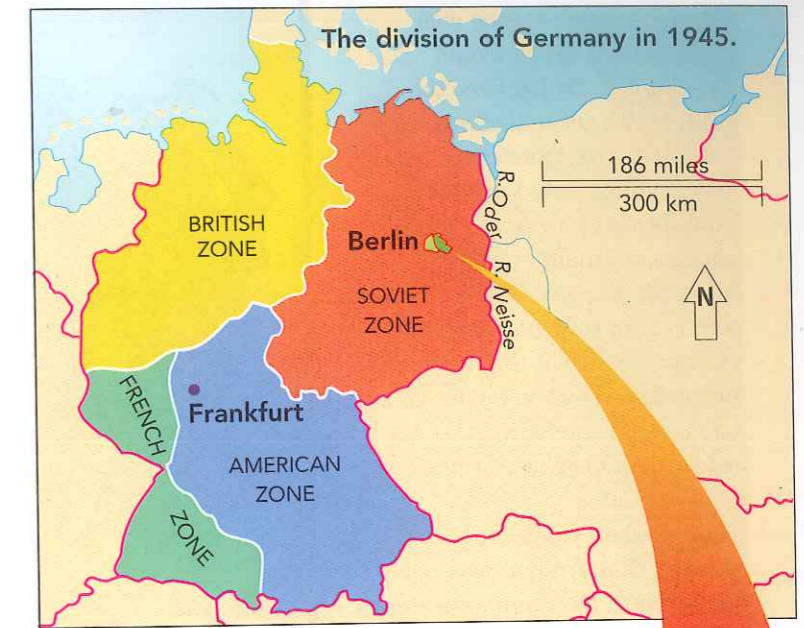 The division of Germany in 1945.
186 miles
300 km
R. Oder
R. Neisse
N
BRITISH
ZONE
Berlin
SOVIET
ZONE
FRENCH
ZONE
Frankfurt
AMERICAN
ZONE